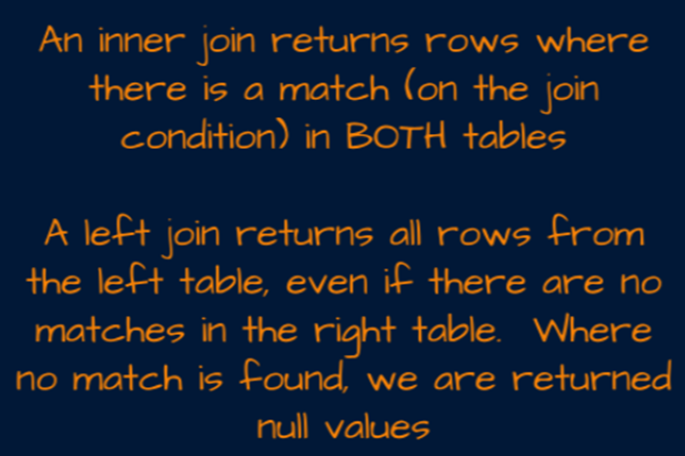 An inner join returns rows where
there is a match (on the join
condition) in BOTH tables
A left join returns all rows from
the left table, even if there are no
matches in the right table. Where
no match is found, we are returned
null values